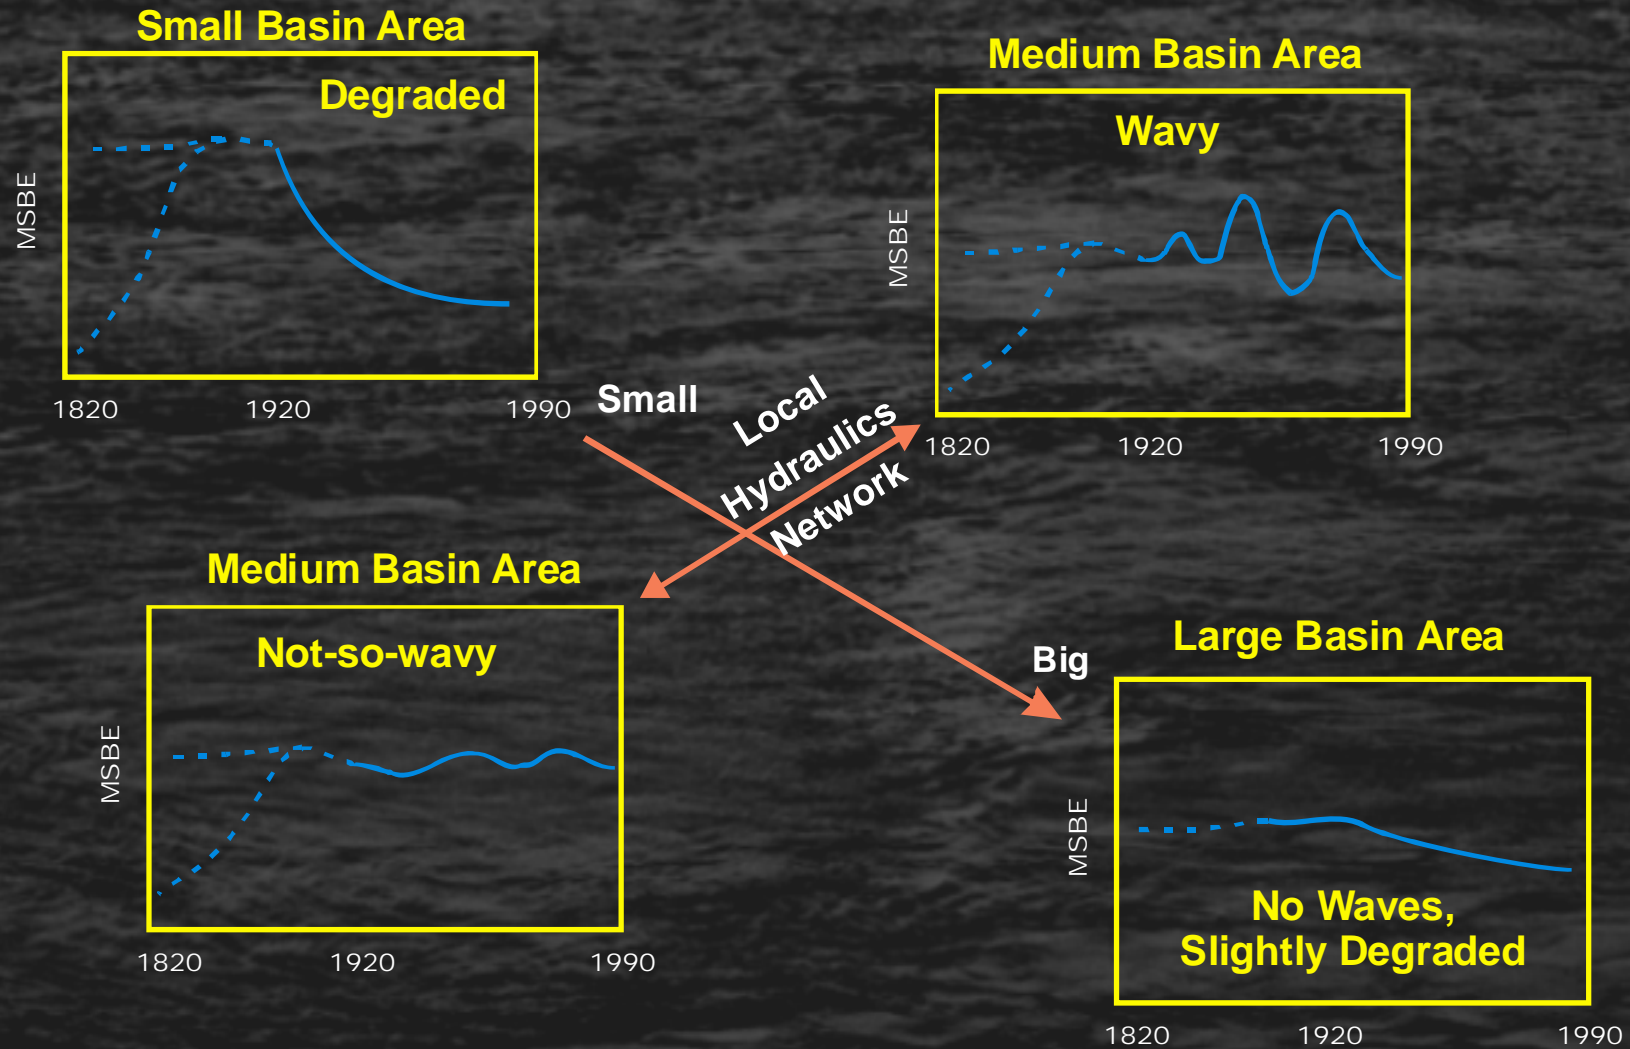 Small Basin Area
Degraded
MSBE
1820 1920 1990
Medium Basin Area
Wavy
MSBE
1820 1920 1990
Small
Local
Hydraulics
Network
Big
Medium Basin Area
Not-so-wavy
MSBE
1820 1920 1990
Large Basin Area
MSBE
No Waves,
Slightly Degraded
1820 1920 1990